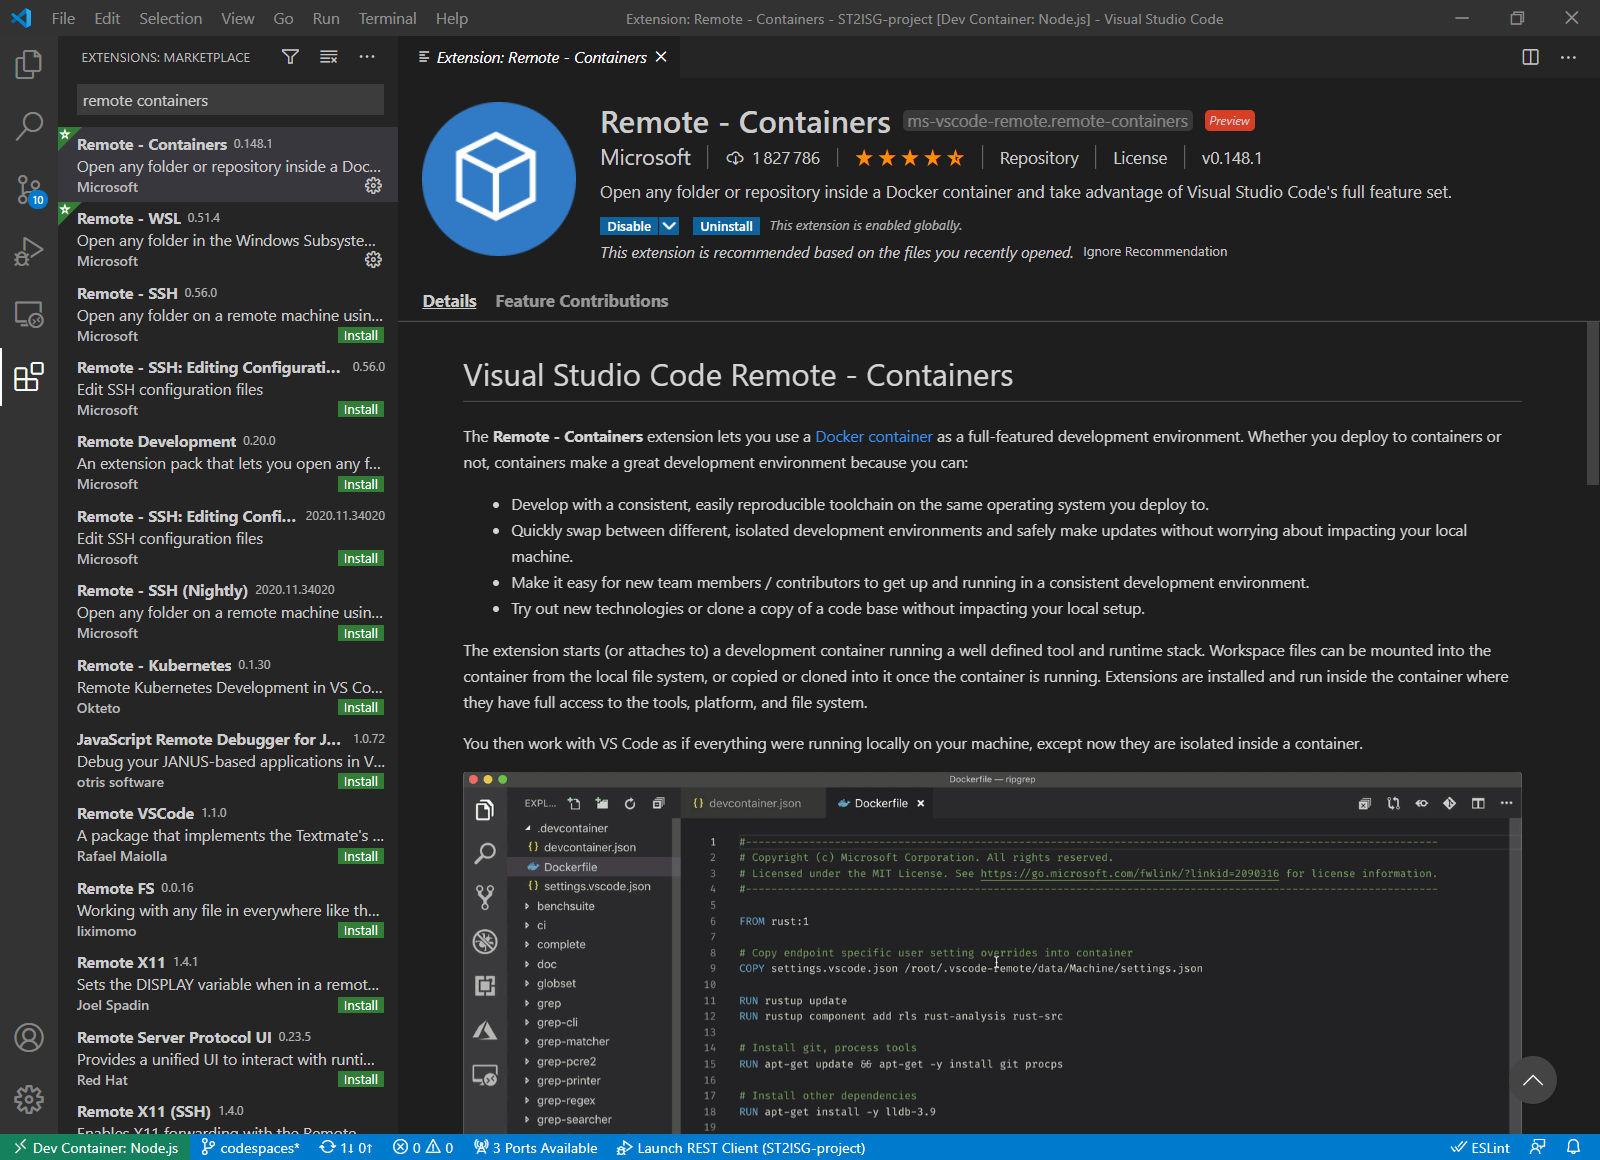 File Edit Selection View Go Run Terminal Help
Extension: Remote - Containers - ST2ISG-project [Dev Container: Node.js] - Visual Studio Code
EXTENSIONS: MARKETPLACE
remote containers
Remote - Containers 0.148.1
Open any folder or repository inside a Doc...
Microsoft
10
Remote - WSL 0.51.4
Open any folder in the Windows Subsyste...
Microsoft
Remote - SSH 0.56.0
Open any folder on a remote machine usin...
Microsoft Install
Remote - SSH: Editing Configurati... 0.56.0
Edit SSH configuration files
Microsoft Install
Remote Development 0.20.0
An extension pack that lets you open any f...
Microsoft Install
Remote - SSH: Editing Confi... 2020.11.34020
Edit SSH configuration files
Microsoft Install
Remote - SSH (Nightly) 2020.11.34020
Open any folder on a remote machine usin...
Microsoft Install
Remote - Kubernetes 0.1.30
Remote Kubernetes Development in VS Co...
Okteto Install
JavaScript Remote Debugger for J... 1.0.72
Debug your JANUS-based applications in V...
otris software Install
Remote VSCode 1.1.0
A package that implements the Textmate's ...
Rafael Maiolla Install
Remote FS 0.0.16
Working with any file in everywhere like th...
liximomo Install
Remote X11 1.4.1
Sets the DISPLAY variable when in a remot...
Joel Spadin Install
Remote Server Protocol UI 0.23.5
Provides a unified UI to interact with runti...
Red Hat Install
Remote X11 (SSH) 1.4.0
Enables X11 forwarding with the Remote
Extension: Remote - Containers
Remote - Containers ms-vscode-remote.remote-containers Preview
Microsoft 1 827 786 Repository License v0.148.1
Open any folder or repository inside a Docker container and take advantage of Visual Studio Code's full feature set.
Disable Uninstall This extension is enabled globally.
This extension is recommended based on the files you recently opened. Ignore Recommendation
Details Feature Contributions
Visual Studio Code Remote - Containers
The Remote - Containers extension lets you use a Docker container as a full-featured development environment. Whether you deploy to containers or
not, containers make a great development environment because you can:
• Develop with a consistent, easily reproducible toolchain on the same operating system you deploy to.
• Quickly swap between different, isolated development environments and safely make updates without worrying about impacting your local
machine.
• Make it easy for new team members / contributors to get up and running in a consistent development environment.
• Try out new technologies or clone a copy of a code base without impacting your local setup.
The extension starts (or attaches to) a development container running a well defined tool and runtime stack. Workspace files can be mounted into the
container from the local file system, or copied or cloned into it once the container is running. Extensions are installed and run inside the container where
they have full access to the tools, platform, and file system.
You then work with VS Code as if everything were running locally on your machine, except now they are isolated inside a container.
Dockerfile — ripgrep
EXPL...
.devcontainer
{} devcontainer.json
Dockerfile
{} settings.vscode.json
benchsuite
ci
complete
doc
globset
grep
grep-cli
grep-matcher
grep-pcre2
grep-printer
grep-regex
grep-searcher
{} devcontainer.json Dockerfile
1 #-------------------------------------------------------------------------------------------------------------
2 # Copyright (c) Microsoft Corporation. All rights reserved.
3 # Licensed under the MIT License. See https://go.microsoft.com/fwlink/?linkid=2090316 for license information.
4 #-------------------------------------------------------------------------------------------------------------
5
6 FROM rust:1
7
8 # Copy endpoint specific user setting overrides into container
9 COPY settings.vscode.json /root/.vscode-remote/data/Machine/settings.json
10
11 RUN rustup update
12 RUN rustup component add rls rust-analysis rust-src
13
14 # Install git, process tools
15 RUN apt-get update && apt-get -y install git procps
16
17 # Install other dependencies
18 RUN apt-get install -y lldb-3.9
19
Dev Container: Node.js codespaces* 1↓ 0↑ 0 0 3 Ports Available Launch REST Client (ST2ISG-project) ESLint